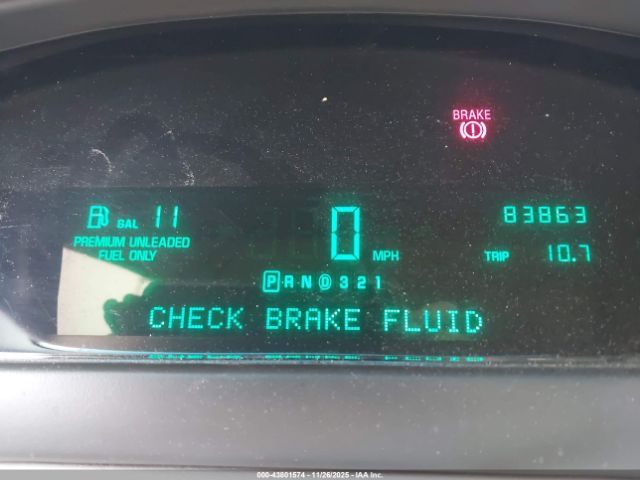 BRAKE
GAL 11
PREMIUM UNLEADED
FUEL ONLY
0 MPH
83863
TRIP 10.7
P R N D 3 2 1
CHECK BRAKE FLUID
000-43801574 - 11/26/2025 - IAA Inc.